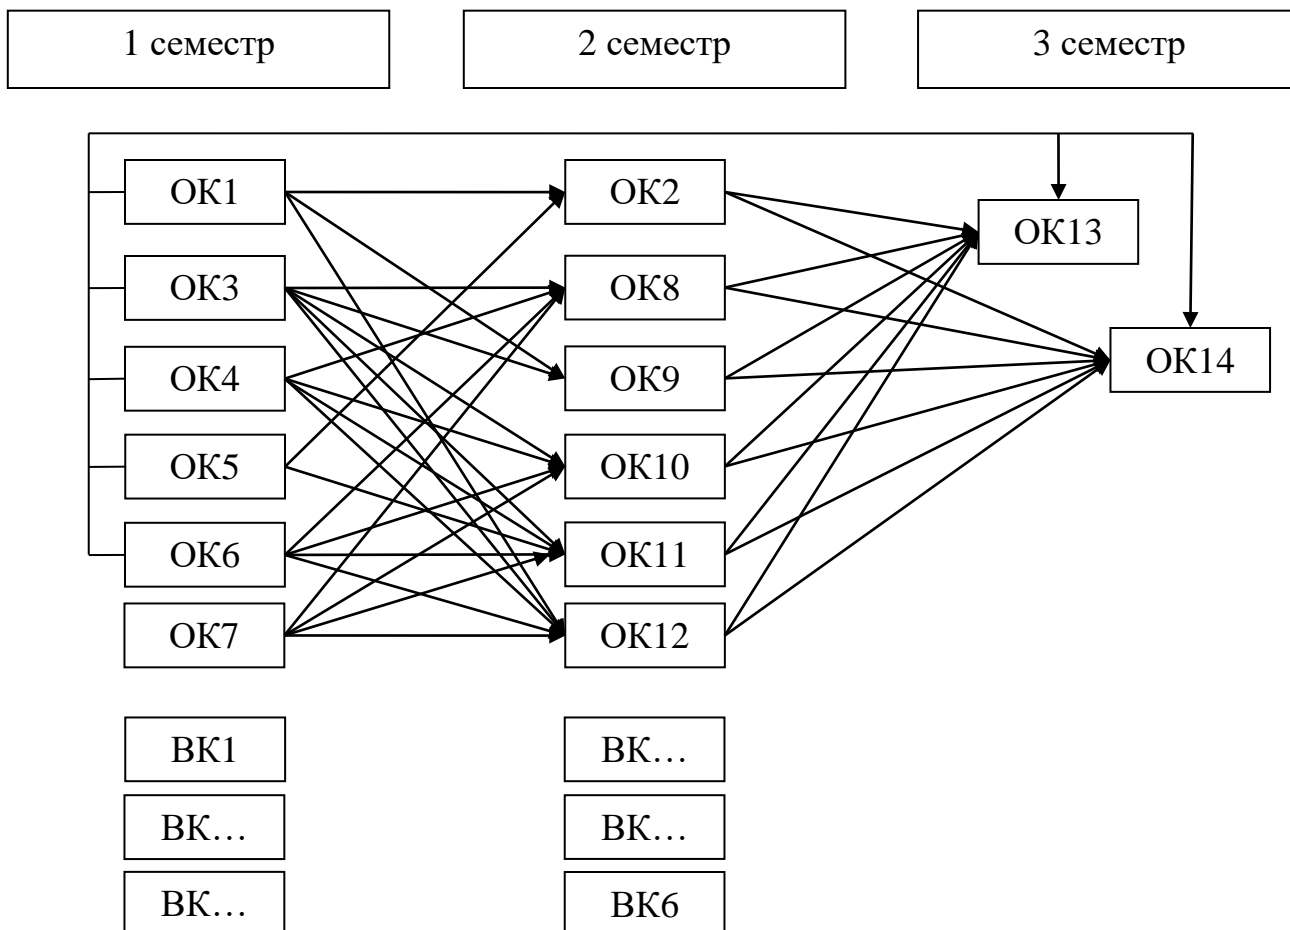 1 семестр
2 семестр
3 семестр
ОК1
ОК2
ОК13
ОК3
ОК8
ОК14
ОК4
ОК9
ОК5
ОК10
ОК6
ОК11
ОК7
ОК12
ВК1
ВК…
ВК…
ВК…
ВК…
ВК6